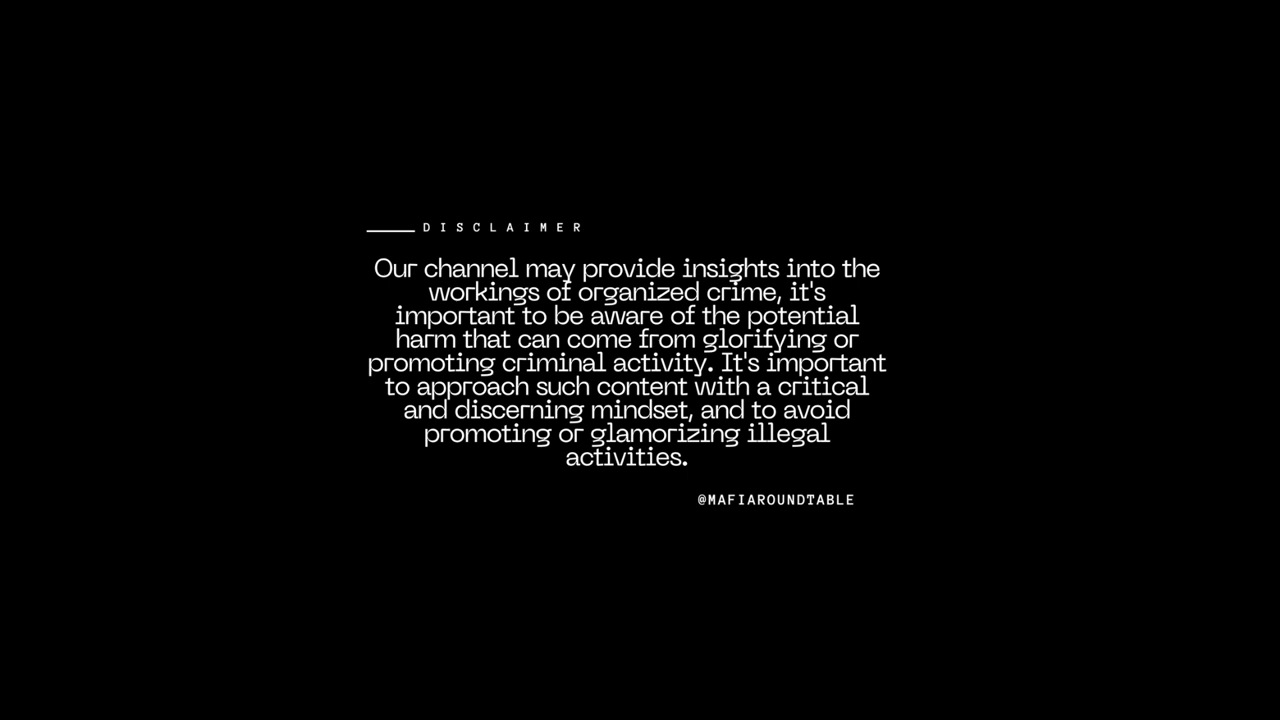 DISCLAIMER
Our channel may provide insights into the
workings of organized crime, it's
important to be aware of the potential
harm that can come from glorifying or
promoting criminal activity. It's important
to approach such content with a critical
and discerning mindset, and to avoid
promoting or glamorizing illegal
activities.
@MAFIAROUNDTABLE